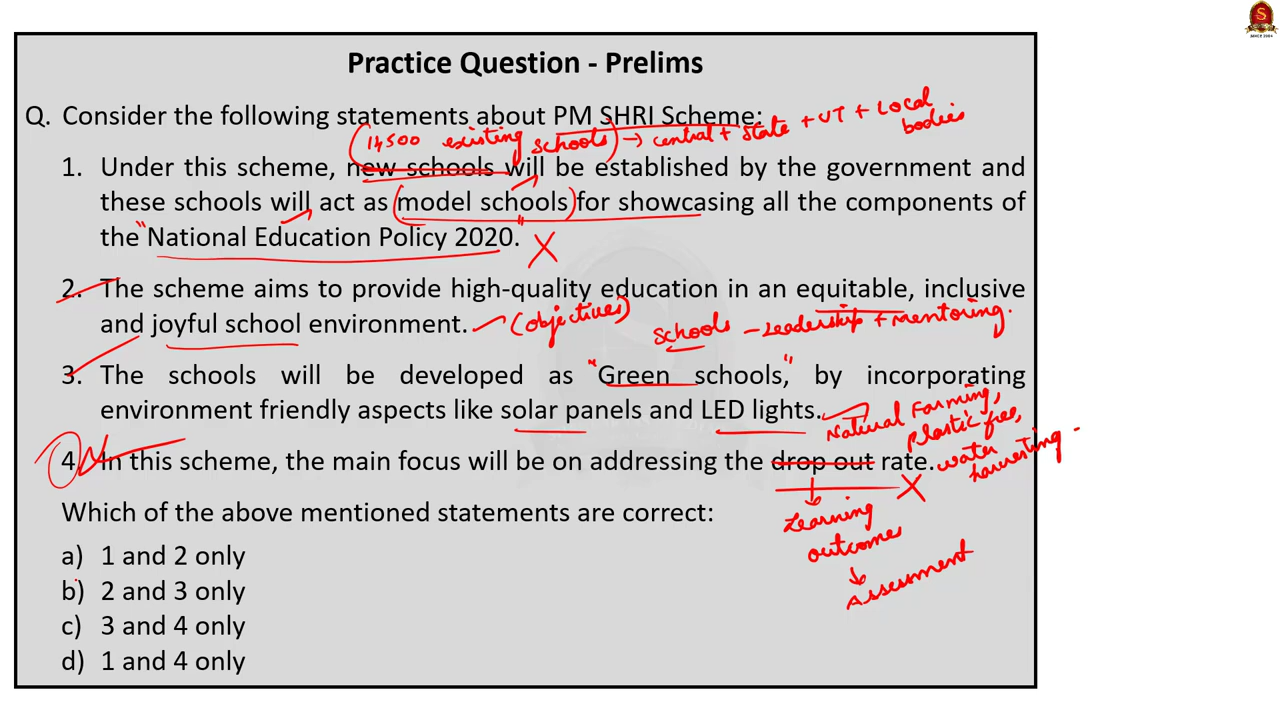 S
SINCE 2004
Practice Question - Prelims
Q. Consider the following statements about PM SHRI Scheme:
(14,500 existing schools) → central + state + UT + Local bodies
1. Under this scheme, new schools will be established by the government and
these schools will act as (model schools) for showcasing all the components of
the "National Education Policy 2020." X
2. The scheme aims to provide high-quality education in an equitable, inclusive
and joyful school environment. (objectives)
schools - Leadership + Mentoring.
3. The schools will be developed as "Green schools," by incorporating
environment friendly aspects like solar panels and LED lights.
Natural Farming,
plastic free,
water
harvesting.
4. In this scheme, the main focus will be on addressing the drop out rate. X
↓
Learning
outcomes
↓
Assessment
Which of the above mentioned statements are correct:
a) 1 and 2 only
b) 2 and 3 only
c) 3 and 4 only
d) 1 and 4 only